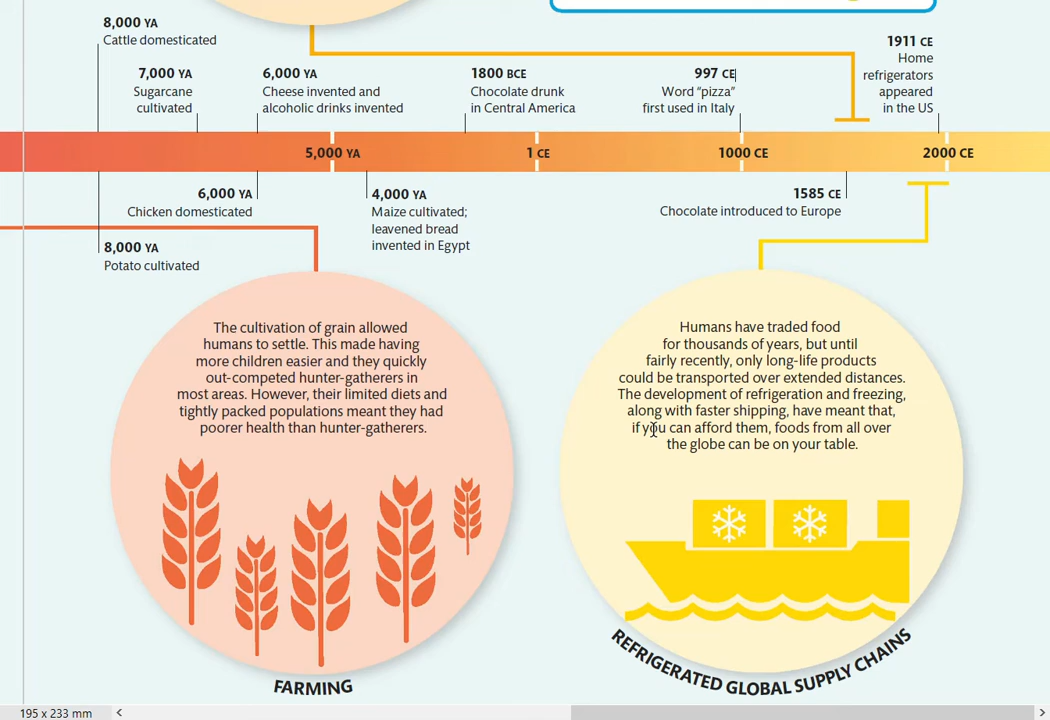 8,000 YA
Cattle domesticated
7,000 YA
Sugarcane
cultivated
6,000 YA
Cheese invented and
alcoholic drinks invented
1800 BCE
Chocolate drunk
in Central America
997 CE
Word “pizza”
first used in Italy
1911 CE
Home
refrigerators
appeared
in the US
5,000 YA
1 CE
1000 CE
2000 CE
6,000 YA
Chicken domesticated
8,000 YA
Potato cultivated
4,000 YA
Maize cultivated;
leavened bread
invented in Egypt
1585 CE
Chocolate introduced to Europe
The cultivation of grain allowed
humans to settle. This made having
more children easier and they quickly
out-competed hunter-gatherers in
most areas. However, their limited diets and
tightly packed populations meant they had
poorer health than hunter-gatherers.
FARMING
Humans have traded food
for thousands of years, but until
fairly recently, only long-life products
could be transported over extended distances.
The development of refrigeration and freezing,
along with faster shipping, have meant that,
if you can afford them, foods from all over
the globe can be on your table.
REFRIGERATED GLOBAL SUPPLY CHAINS
195 x 233 mm